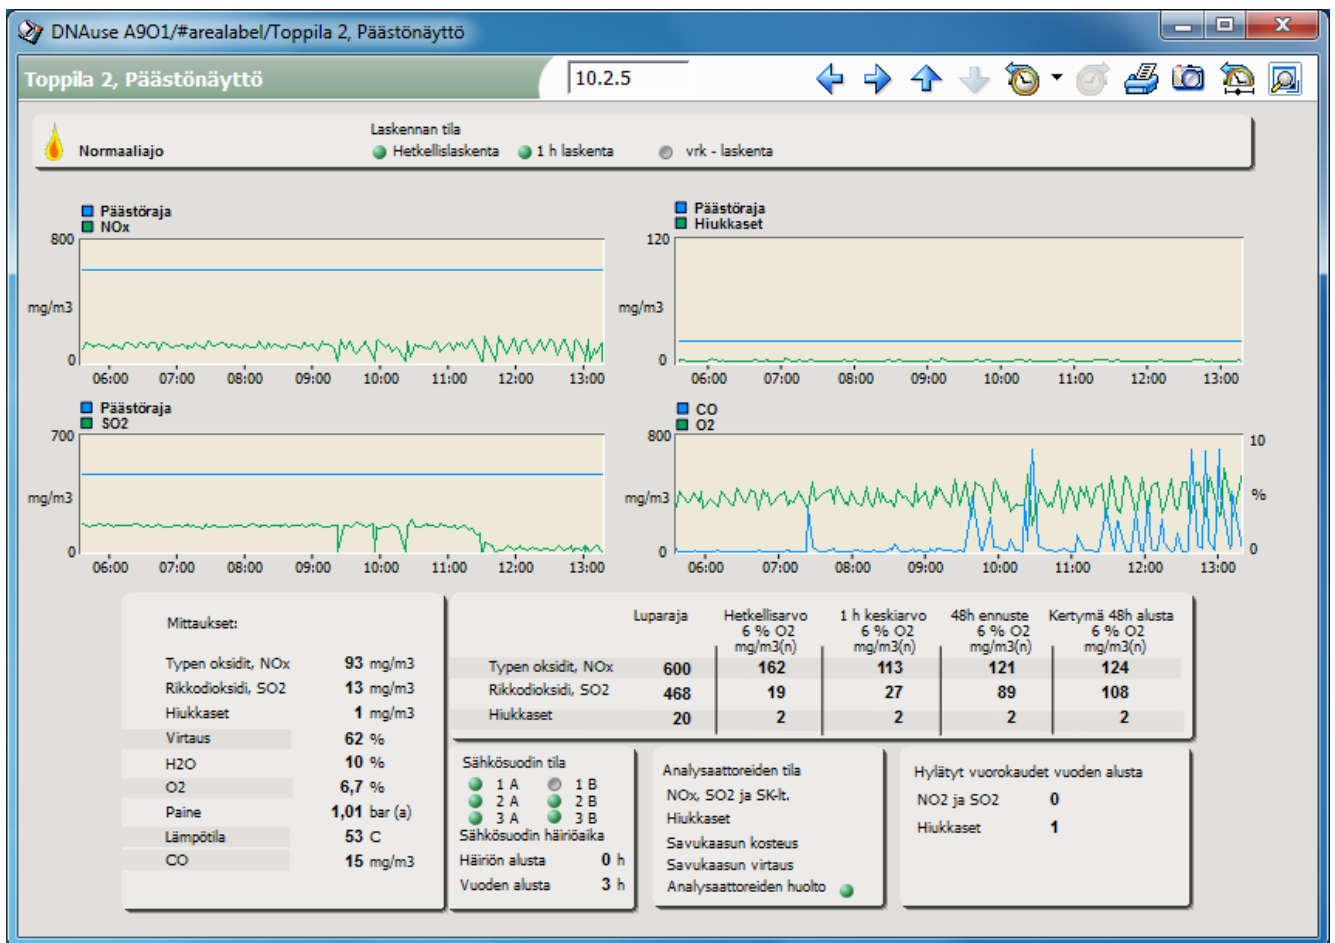 DNAuse A901/#arealabel/Toppila 2, Päästönäyttö
Toppila 2, Päästönäyttö
10.2.5
Laskennan tila
Normaaliajo
Hetkellislaskenta
1 h laskenta
vrk - laskenta
Päästöraja
NOx
800
mg/m3
0
06:00 07:00 08:00 09:00 10:00 11:00 12:00 13:00
Päästöraja
Hiukkaset
120
mg/m3
0
06:00 07:00 08:00 09:00 10:00 11:00 12:00 13:00
Päästöraja
SO2
700
mg/m3
0
06:00 07:00 08:00 09:00 10:00 11:00 12:00 13:00
CO
O2
800
10
mg/m3
%
0
0
06:00 07:00 08:00 09:00 10:00 11:00 12:00 13:00
Mittaukset:
Typen oksidit, NOx 93 mg/m3
Rikkodioksidi, SO2 13 mg/m3
Hiukkaset 1 mg/m3
Virtaus 62 %
H2O 10 %
O2 6,7 %
Paine 1,01 bar (a)
Lämpötila 53 C
CO 15 mg/m3
Luparaja Hetkellisarvo 1 h keskiarvo 48h ennuste Kertymä 48h alusta
6 % O2 6 % O2 6 % O2 6 % O2
mg/m3(n) mg/m3(n) mg/m3(n) mg/m3(n)
Typen oksidit, NOx 600 162 113 121 124
Rikkodioksidi, SO2 468 19 27 89 108
Hiukkaset 20 2 2 2 2
Sähkösuodin tila
1 A 1 B
2 A 2 B
3 A 3 B
Sähkösuodin häiriöaika
Häiriön alusta 0 h
Vuoden alusta 3 h
Analysaattoreiden tila
NOx, SO2 ja SK-lt.
Hiukkaset
Savukaasun kosteus
Savukaasun virtaus
Analysaattoreiden huolto
Hylätyt vuorokaudet vuoden alusta
NO2 ja SO2 0
Hiukkaset 1